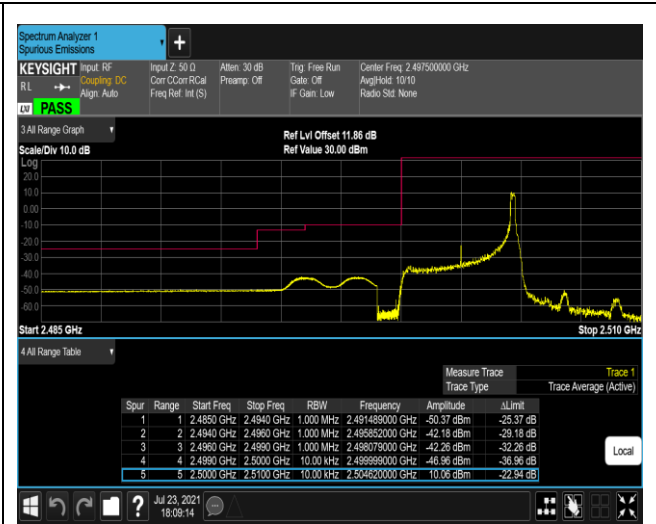 Spectrum Analyzer 1
Spurious Emissions
+
KEYSIGHT Input: RF Input Z: 50 Ω Atten: 30 dB Trig: Free Run Center Freq: 2.497500000 GHz
RL Coupling: DC Corr CCorr RCal Preamp: Off Gate: Off Avg|Hold: 10/10
Align: Auto Freq Ref: Int (S) IF Gain: Low Radio Std: None
LXI PASS
3 All Range Graph
Ref Lvl Offset 11.86 dB
Scale/Div 10.0 dB Ref Value 30.00 dBm
Log
20.0
10.0
0.00
-10.0
-20.0
-30.0
-40.0
-50.0
-60.0
Start 2.485 GHz Stop 2.510 GHz
4 All Range Table
Measure Trace Trace 1
Trace Type Trace Average (Active)
Spur Range Start Freq Stop Freq RBW Frequency Amplitude ΔLimit
1 1 2.4850 GHz 2.4940 GHz 1.000 MHz 2.491489000 GHz -50.37 dBm -25.37 dB
2 2 2.4940 GHz 2.4960 GHz 1.000 MHz 2.495852000 GHz -42.18 dBm -29.18 dB
3 3 2.4960 GHz 2.4990 GHz 1.000 MHz 2.498079000 GHz -42.26 dBm -32.26 dB
4 4 2.4990 GHz 2.5000 GHz 10.00 kHz 2.499999000 GHz -46.96 dBm -36.96 dB
5 5 2.5000 GHz 2.5100 GHz 10.00 kHz 2.504620000 GHz 10.06 dBm -22.94 dB
Local
?
Jul 23, 2021
18:09:14